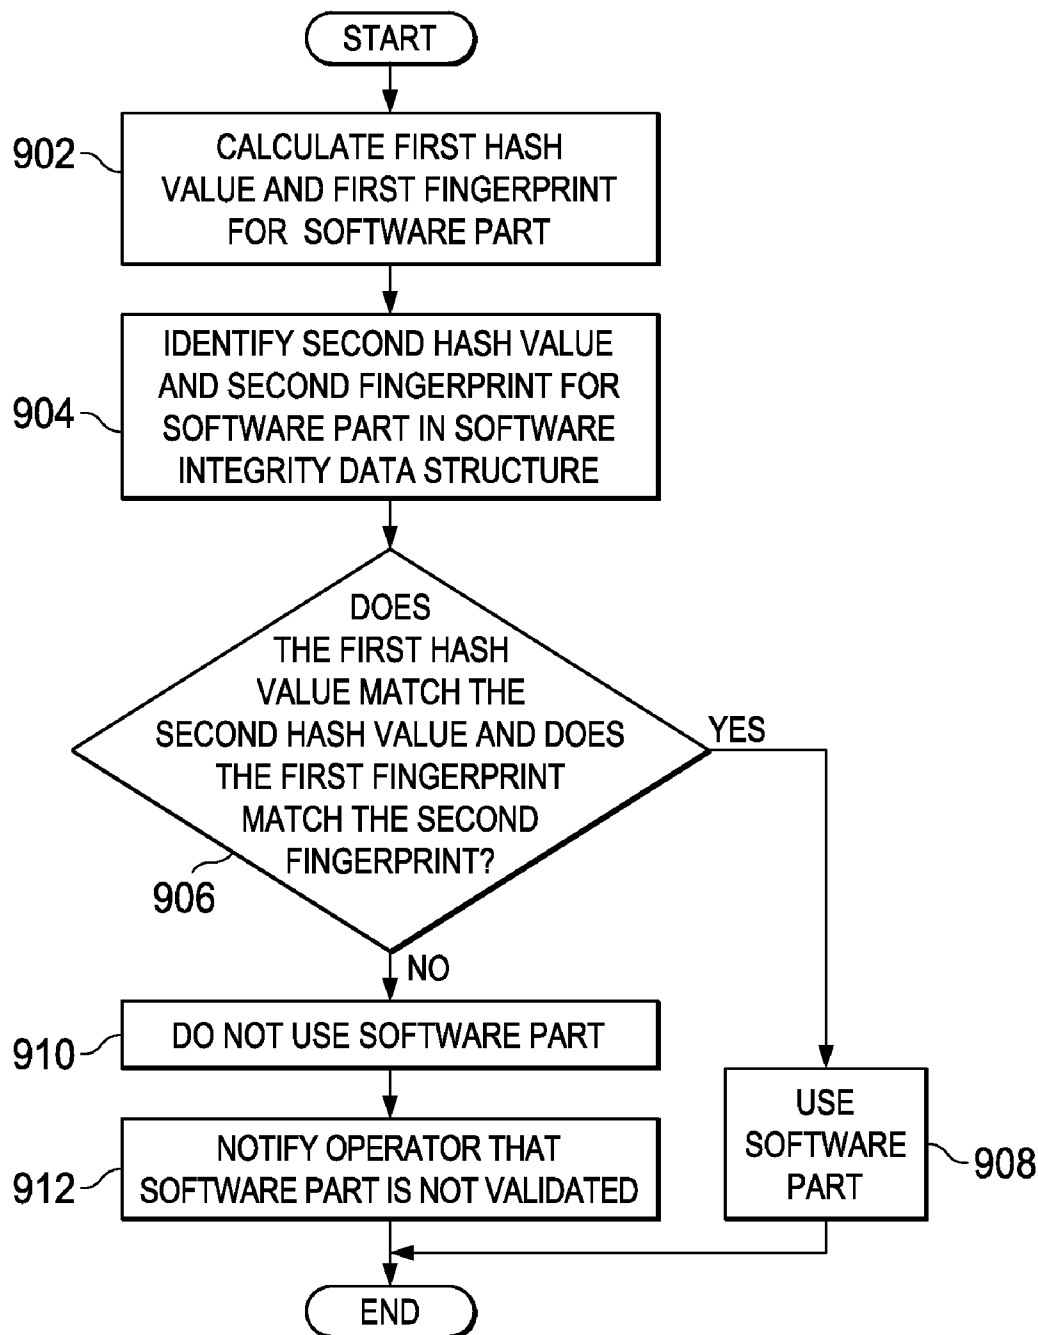 START
902
CALCULATE FIRST HASH
VALUE AND FIRST FINGERPRINT
FOR SOFTWARE PART
904
IDENTIFY SECOND HASH VALUE
AND SECOND FINGERPRINT FOR
SOFTWARE PART IN SOFTWARE
INTEGRITY DATA STRUCTURE
DOES
THE FIRST HASH
VALUE MATCH THE
SECOND HASH VALUE AND DOES
THE FIRST FINGERPRINT
MATCH THE SECOND
FINGERPRINT?
906
YES
NO
910
DO NOT USE SOFTWARE PART
912
NOTIFY OPERATOR THAT
SOFTWARE PART IS NOT VALIDATED
USE
SOFTWARE
PART
908
END